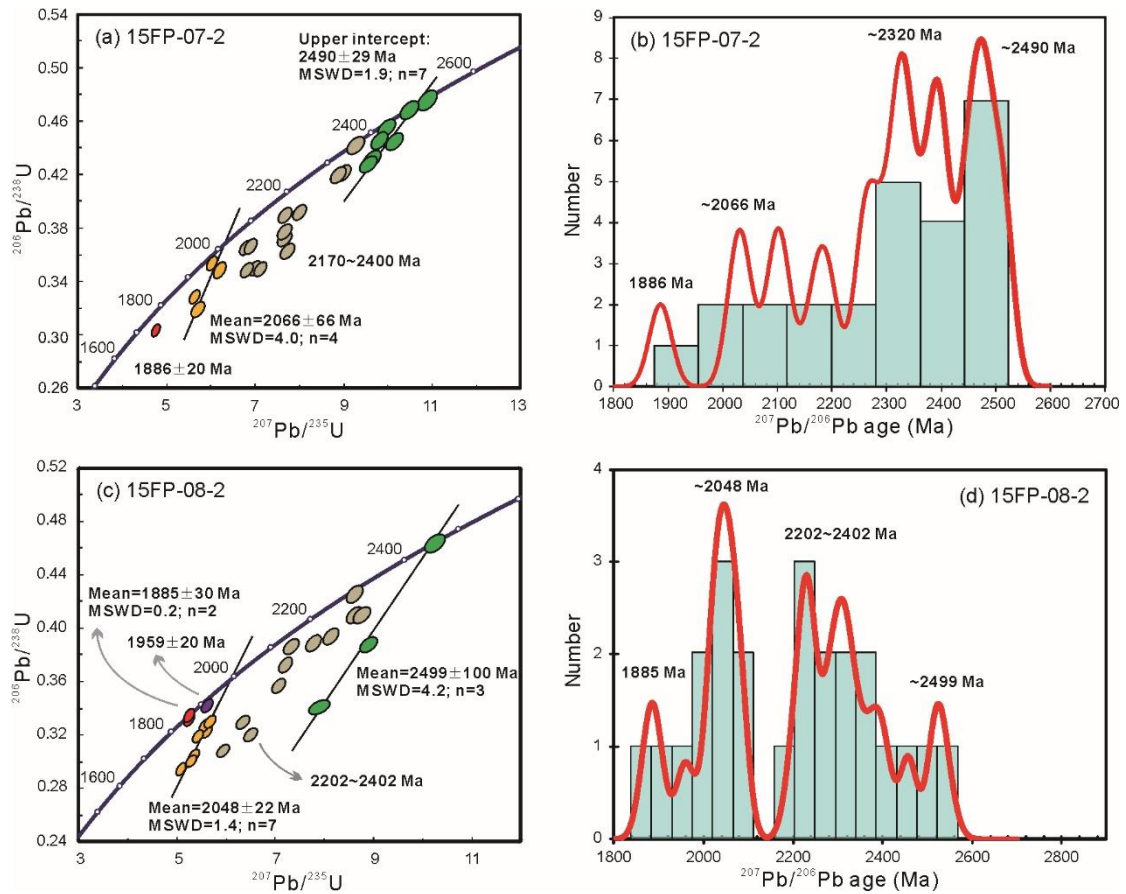 (a) 15FP-07-2
Upper intercept:
2490±29 Ma
MSWD=1.9; n=7
2600
2400
2200
2000
1800
1600
2170~2400 Ma
Mean=2066±66 Ma
MSWD=4.0; n=4
1886±20 Ma
0.54
0.50
0.46
0.42
0.38
0.34
0.30
0.26
3
5
7
9
11
13
206Pb/238U
207Pb/235U
(b) 15FP-07-2
~2320 Ma
~2490 Ma
~2066 Ma
1886 Ma
9
8
7
6
5
4
3
2
1
0
Number
1800 1900 2000 2100 2200 2300 2400 2500 2600 2700
207Pb/206Pb age (Ma)
(c) 15FP-08-2
2400
2200
2000
1800
1600
Mean=1885±30 Ma
MSWD=0.2; n=2
1959±20 Ma
Mean=2499±100 Ma
MSWD=4.2; n=3
2202~2402 Ma
Mean=2048±22 Ma
MSWD=1.4; n=7
0.52
0.48
0.44
0.40
0.36
0.32
0.28
0.24
3
5
7
9
11
206Pb/238U
207Pb/235U
(d) 15FP-08-2
~2048 Ma
2202~2402 Ma
1885 Ma
~2499 Ma
4
3
2
1
0
Number
1800
2000
2200
2400
2600
2800
207Pb/206Pb age (Ma)